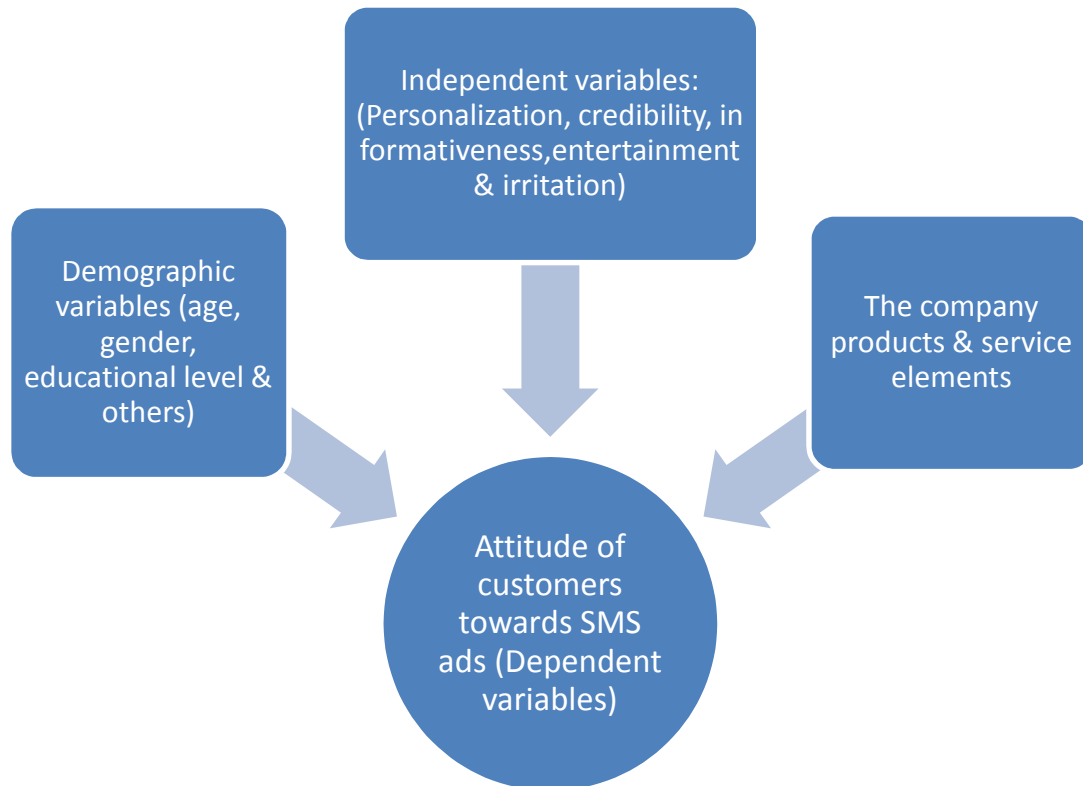 Independent variables:
(Personalization, credibility, in
formativeness,entertainment
& irritation)
Demographic
variables (age,
gender,
educational level &
others)
The company
products & service
elements
Attitude of
customers
towards SMS
ads (Dependent
variables)